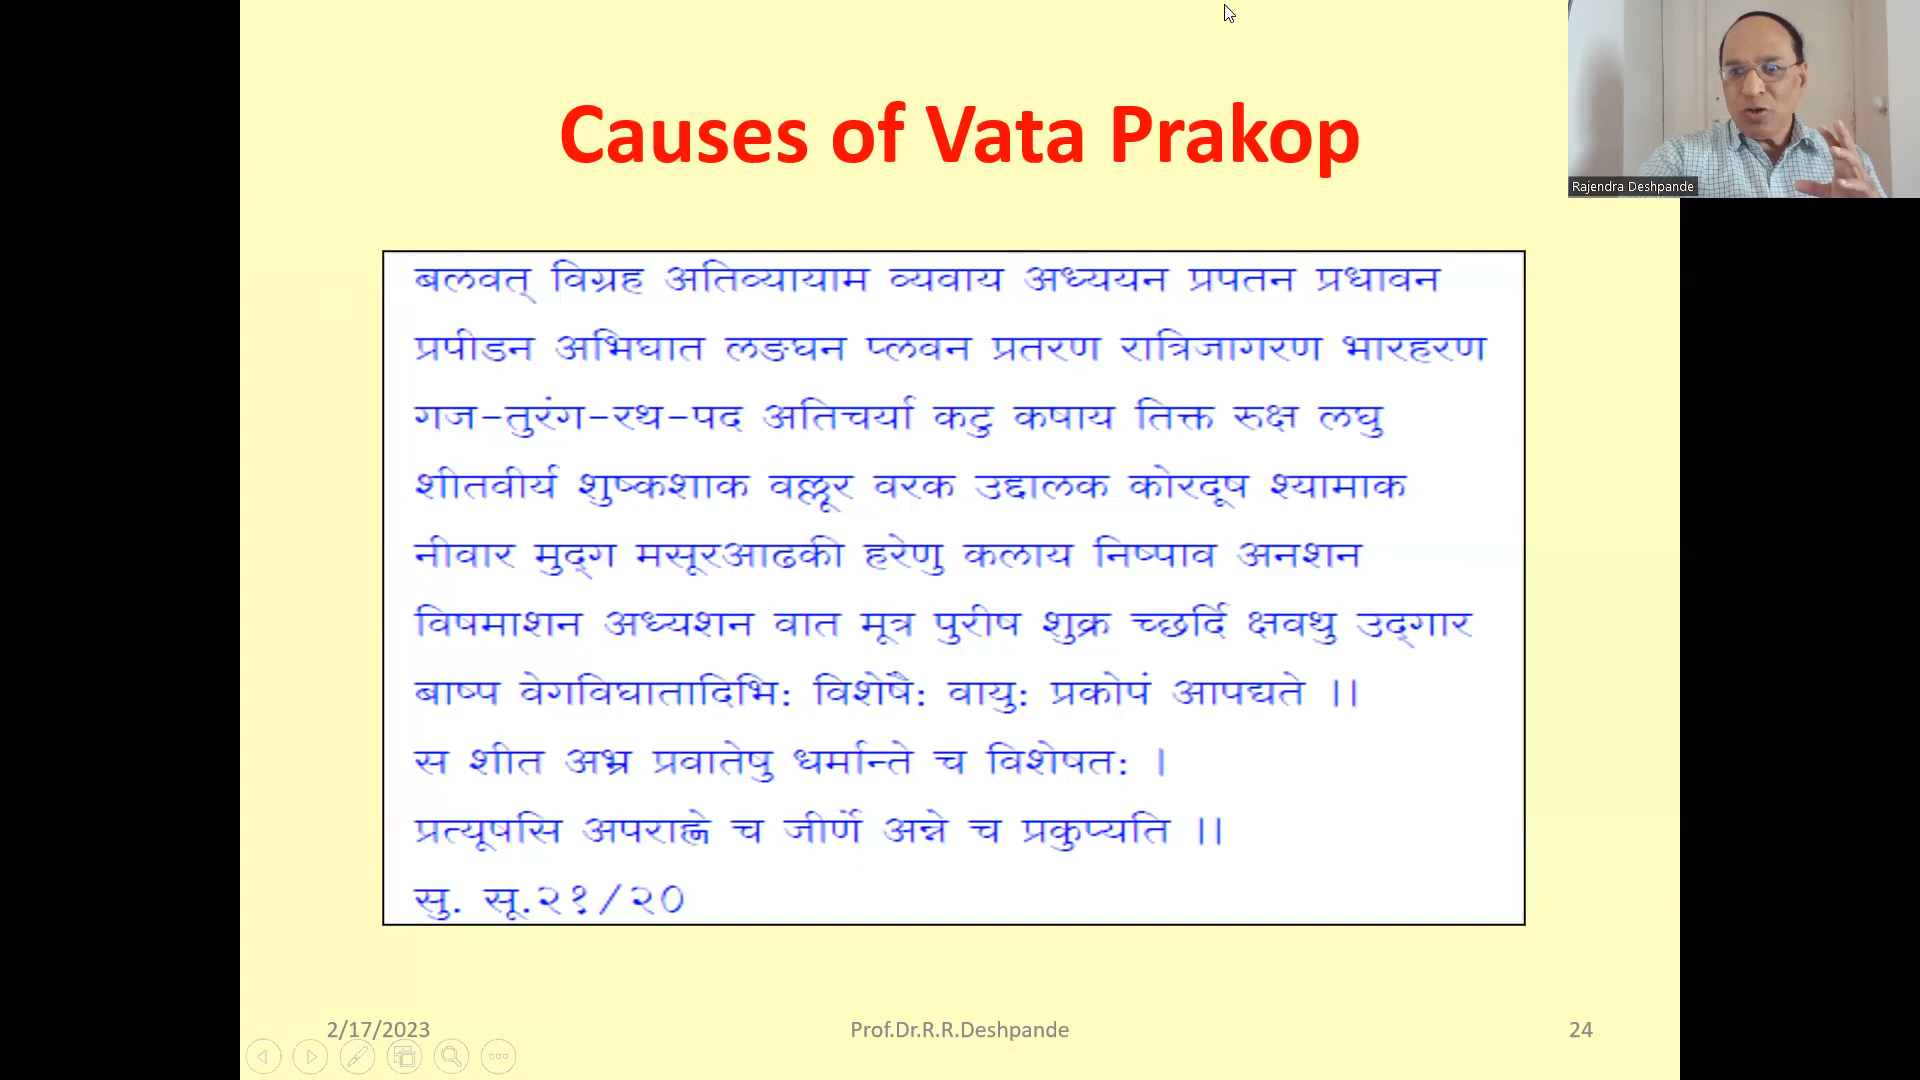 Causes of Vata Prakop
Rajendra Deshpande
बलवत् विग्रह अतिव्यायाम व्यवाय अध्ययन प्रपतन प्रधावन
प्रपीडन अभिघात लङघन प्लवन प्रतरण रात्रिजागरण भारहरण
गज-तुरंग-रथ-पद अतिचर्या कटु कषाय तिक्त रुक्ष लघु
शीतवीर्य शुष्कशाक वल्लूर वरक उद्दालक कोरदूष श्यामाक
नीवार मुद्‌ग मसूरआढकी हरेणु कलाय निष्पाव अनशन
विषमाशन अध्यशन वात मूत्र पुरीष शुक्र च्छर्दि क्षवथु उद्‌गार
बाष्प वेगविघातादिभिः विशेषैः वायुः प्रकोपं आपद्यते ।।
स शीत अभ्र प्रवातेषु धर्मान्ते च विशेषतः ।
प्रत्यूषसि अपराह्णे च जीर्णे अन्ने च प्रकुप्यति ।।
सु. सू.२१/२०
2/17/2023
Prof.Dr.R.R.Deshpande
24